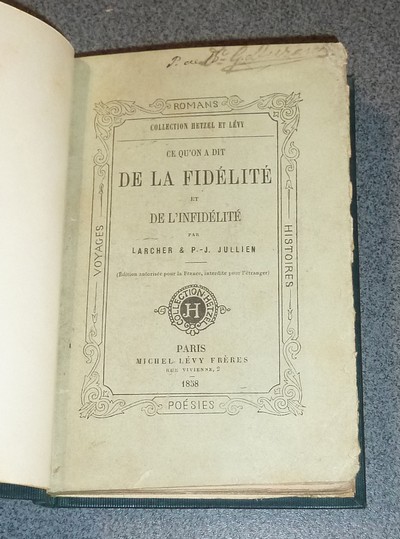 ROMANS
COLLECTION HETZEL ET LÉVY
CE QU'ON A DIT
DE LA FIDÉLITÉ
ET
DE L'INFIDÉLITÉ
PAR
LARCHER & P.-J. JULLIEN
(Édition autorisée pour la France, interdite pour l'étranger)
VOYAGES
HISTOIRES
COLLECTION HETZEL
H
PARIS
MICHEL LÉVY FRÈRES
RUE VIVIENNE, 2
1858
POÉSIES